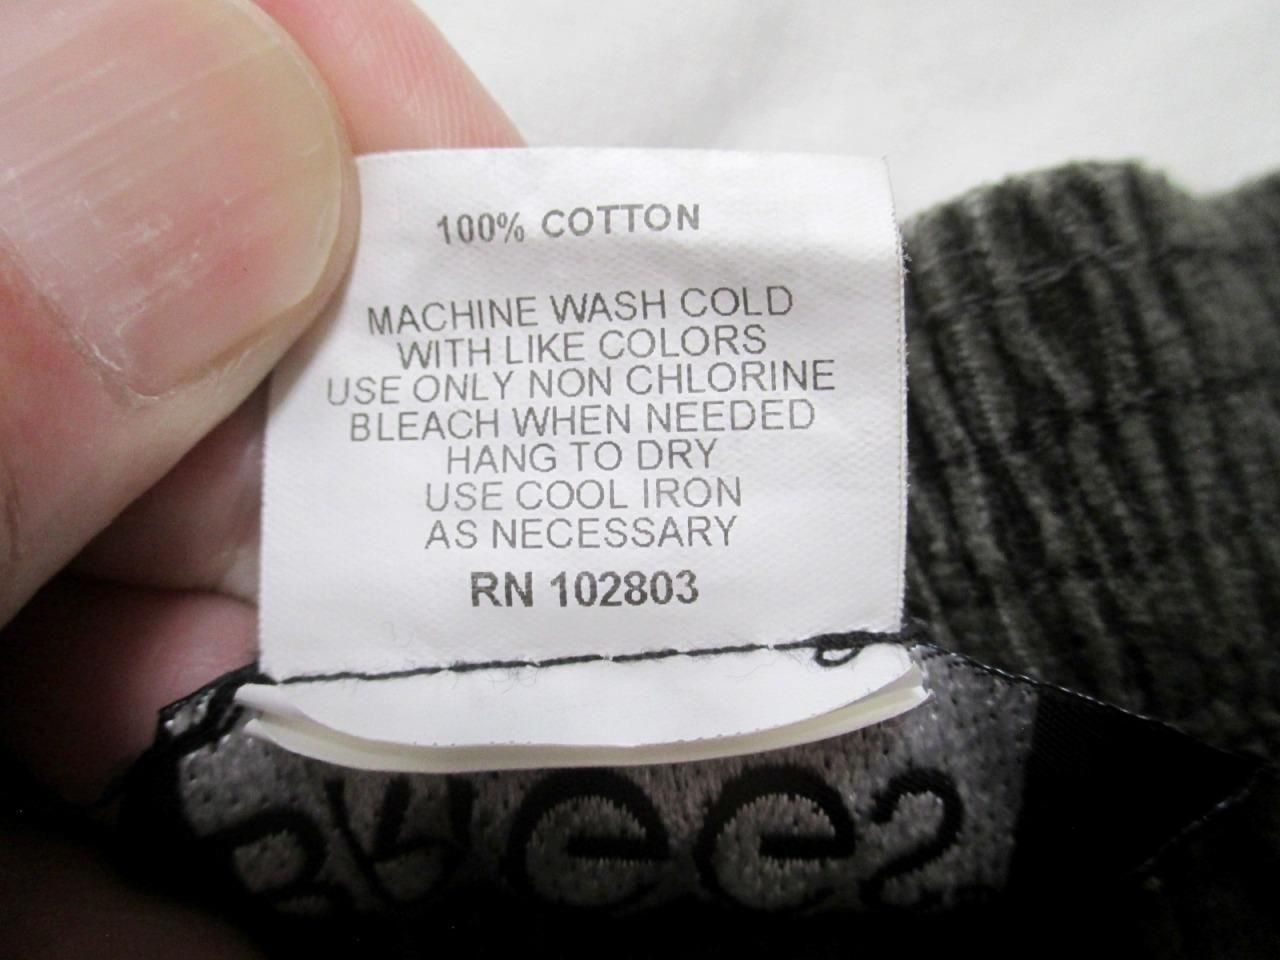 100% COTTON
MACHINE WASH COLD
WITH LIKE COLORS
USE ONLY NON CHLORINE
BLEACH WHEN NEEDED
HANG TO DRY
USE COOL IRON
AS NECESSARY
RN 102803